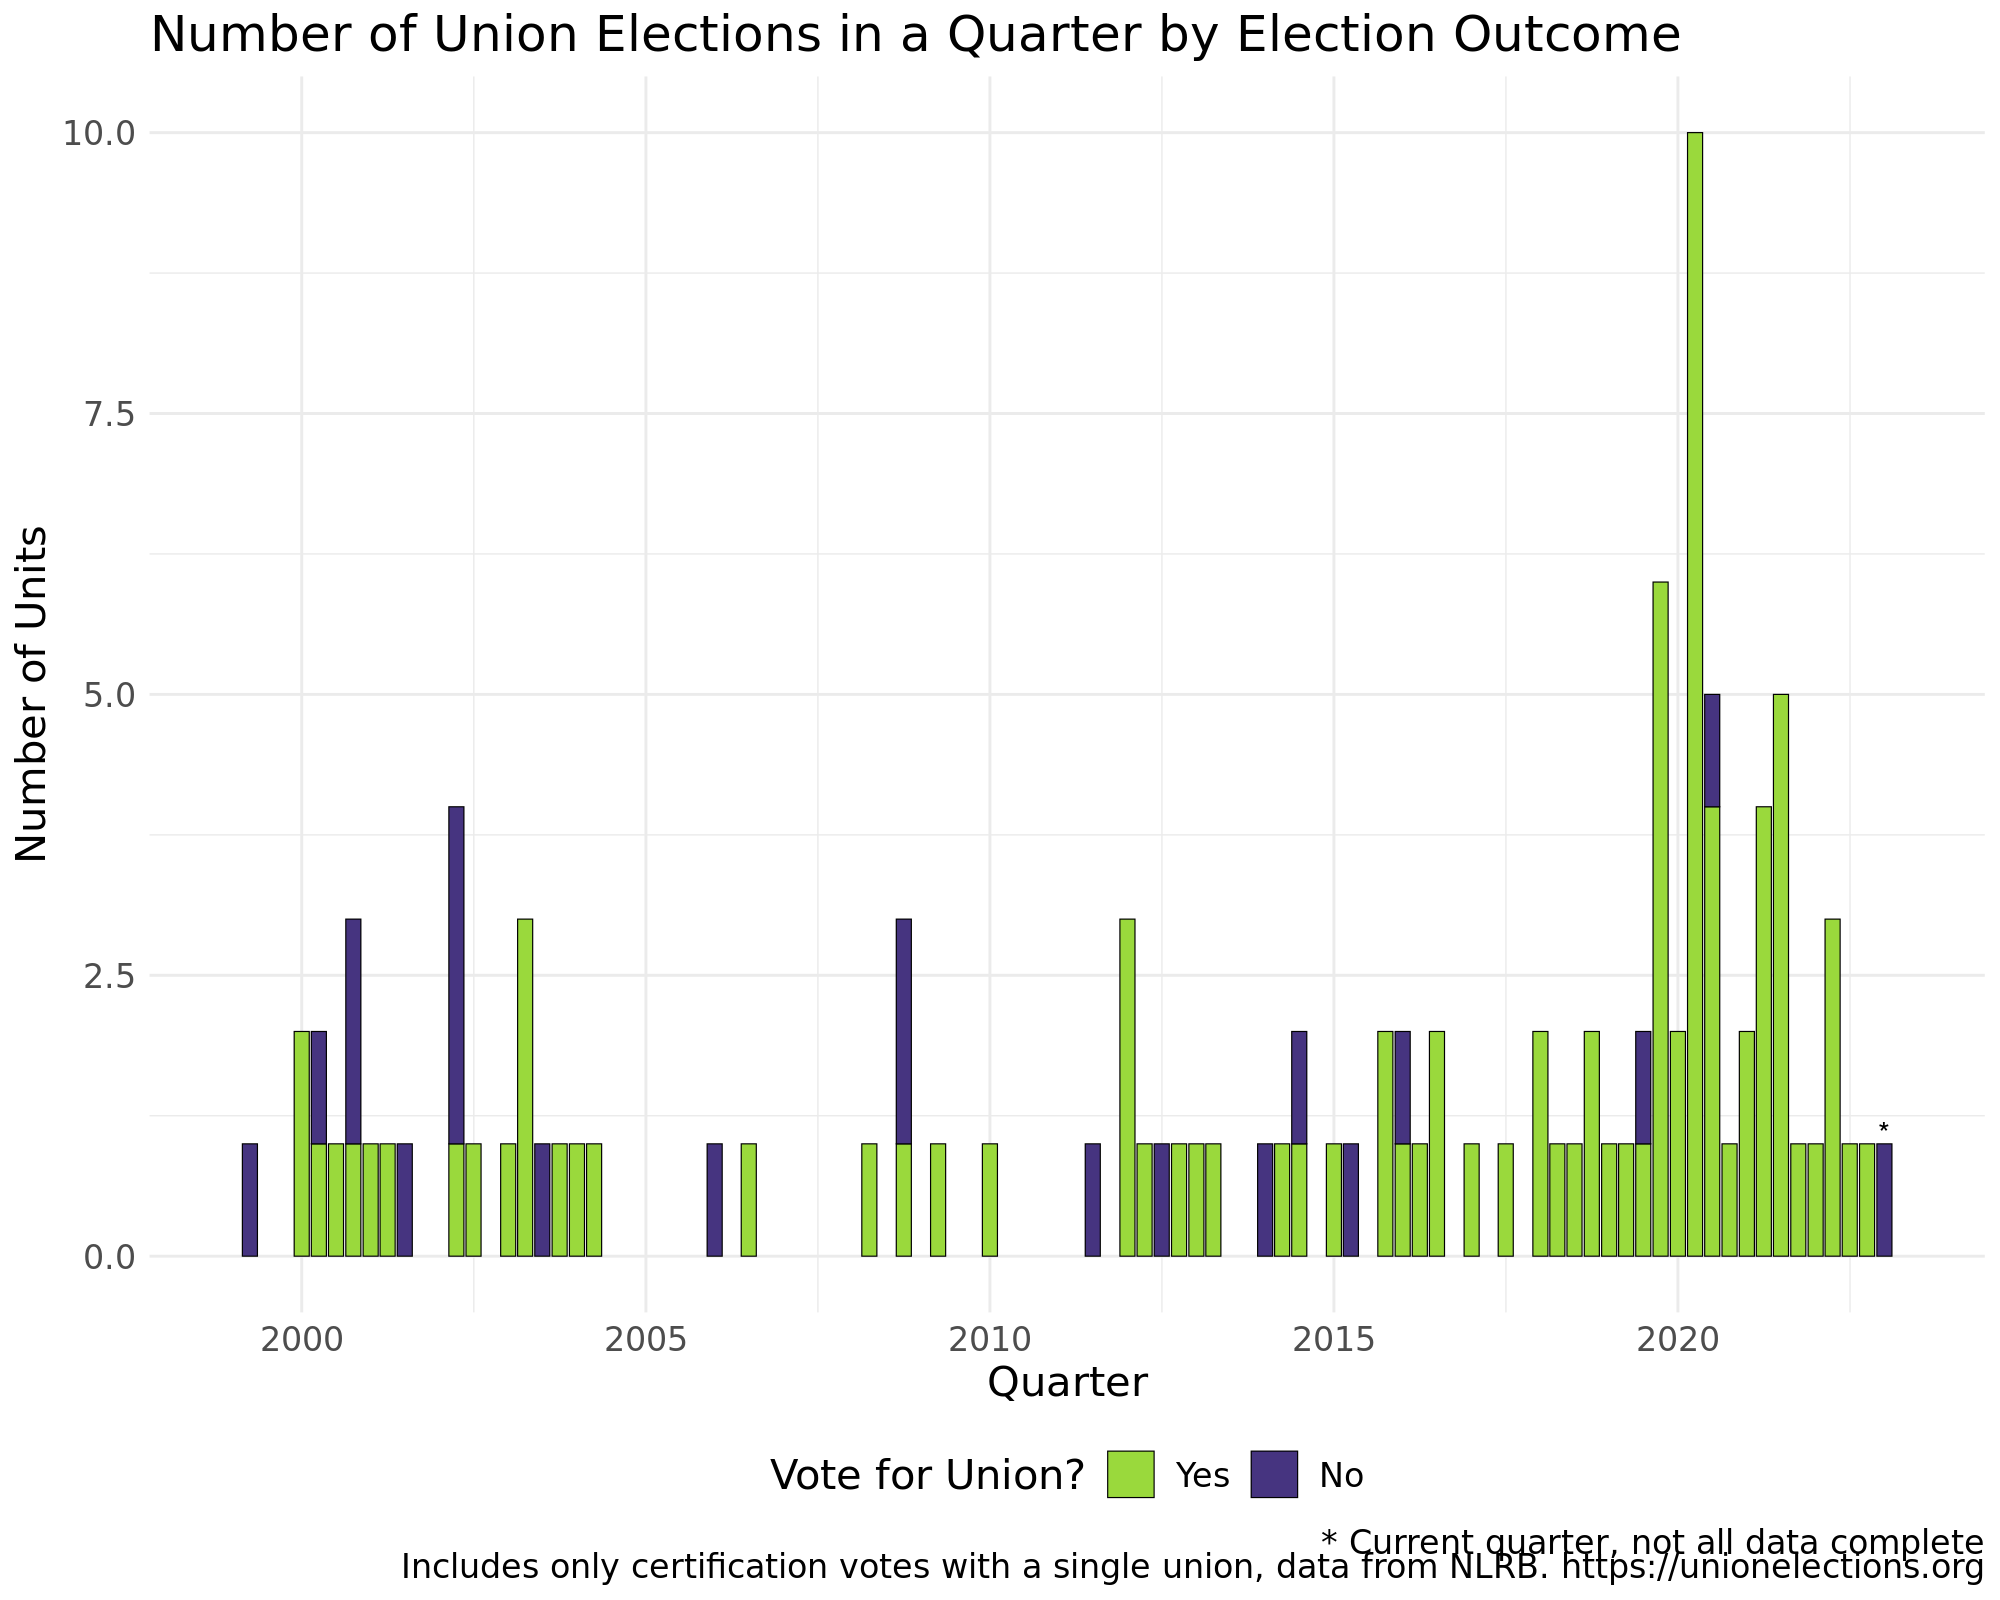 Number of Union Elections in a Quarter by Election Outcome
10.0
7.5
5.0
2.5
0.0
Number of Units
*
2000 2005 2010 2015 2020
Quarter
Vote for Union? Yes No
* Current quarter, not all data complete
Includes only certification votes with a single union, data from NLRB. https://unionelections.org